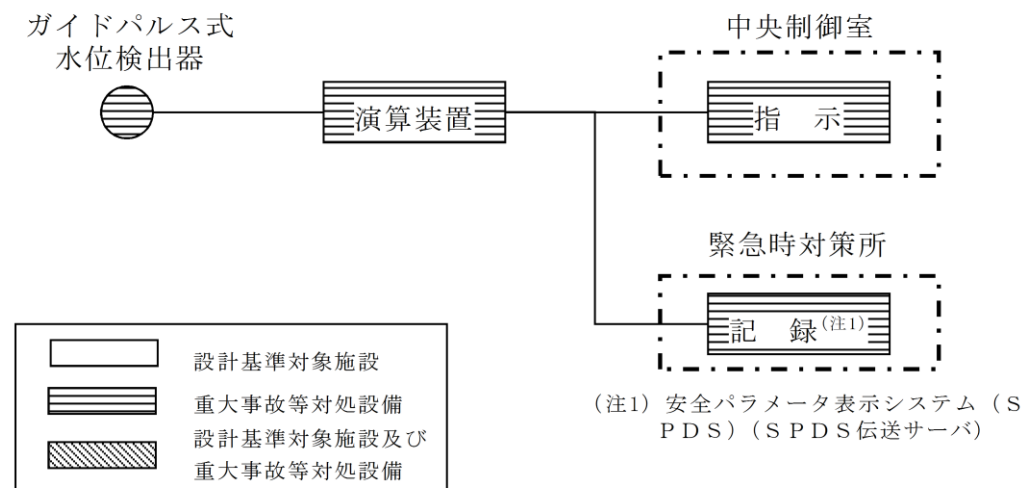 ガイドパルス式
水位検出器
演算装置
中央制御室
指　示
緊急時対策所
記　録(注1)
(注1) 安全パラメータ表示システム（Ｓ
ＰＤＳ）（ＳＰＤＳ伝送サーバ）
設計基準対象施設
重大事故等対処設備
設計基準対象施設及び
重大事故等対処設備